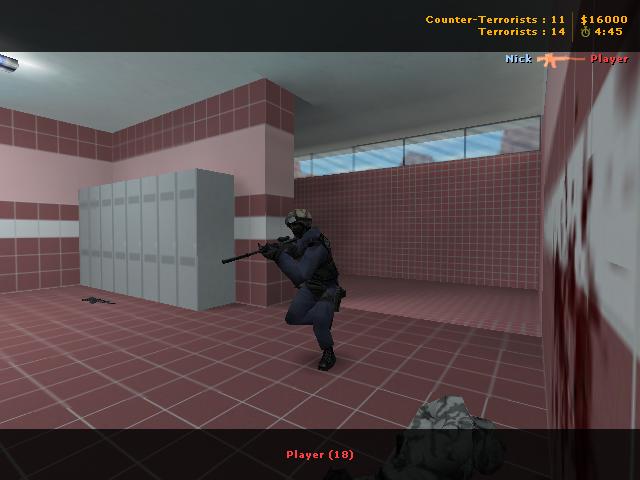 Counter-Terrorists : 11 $16000
Terrorists : 14 4:45
Nick Player
Player (18)